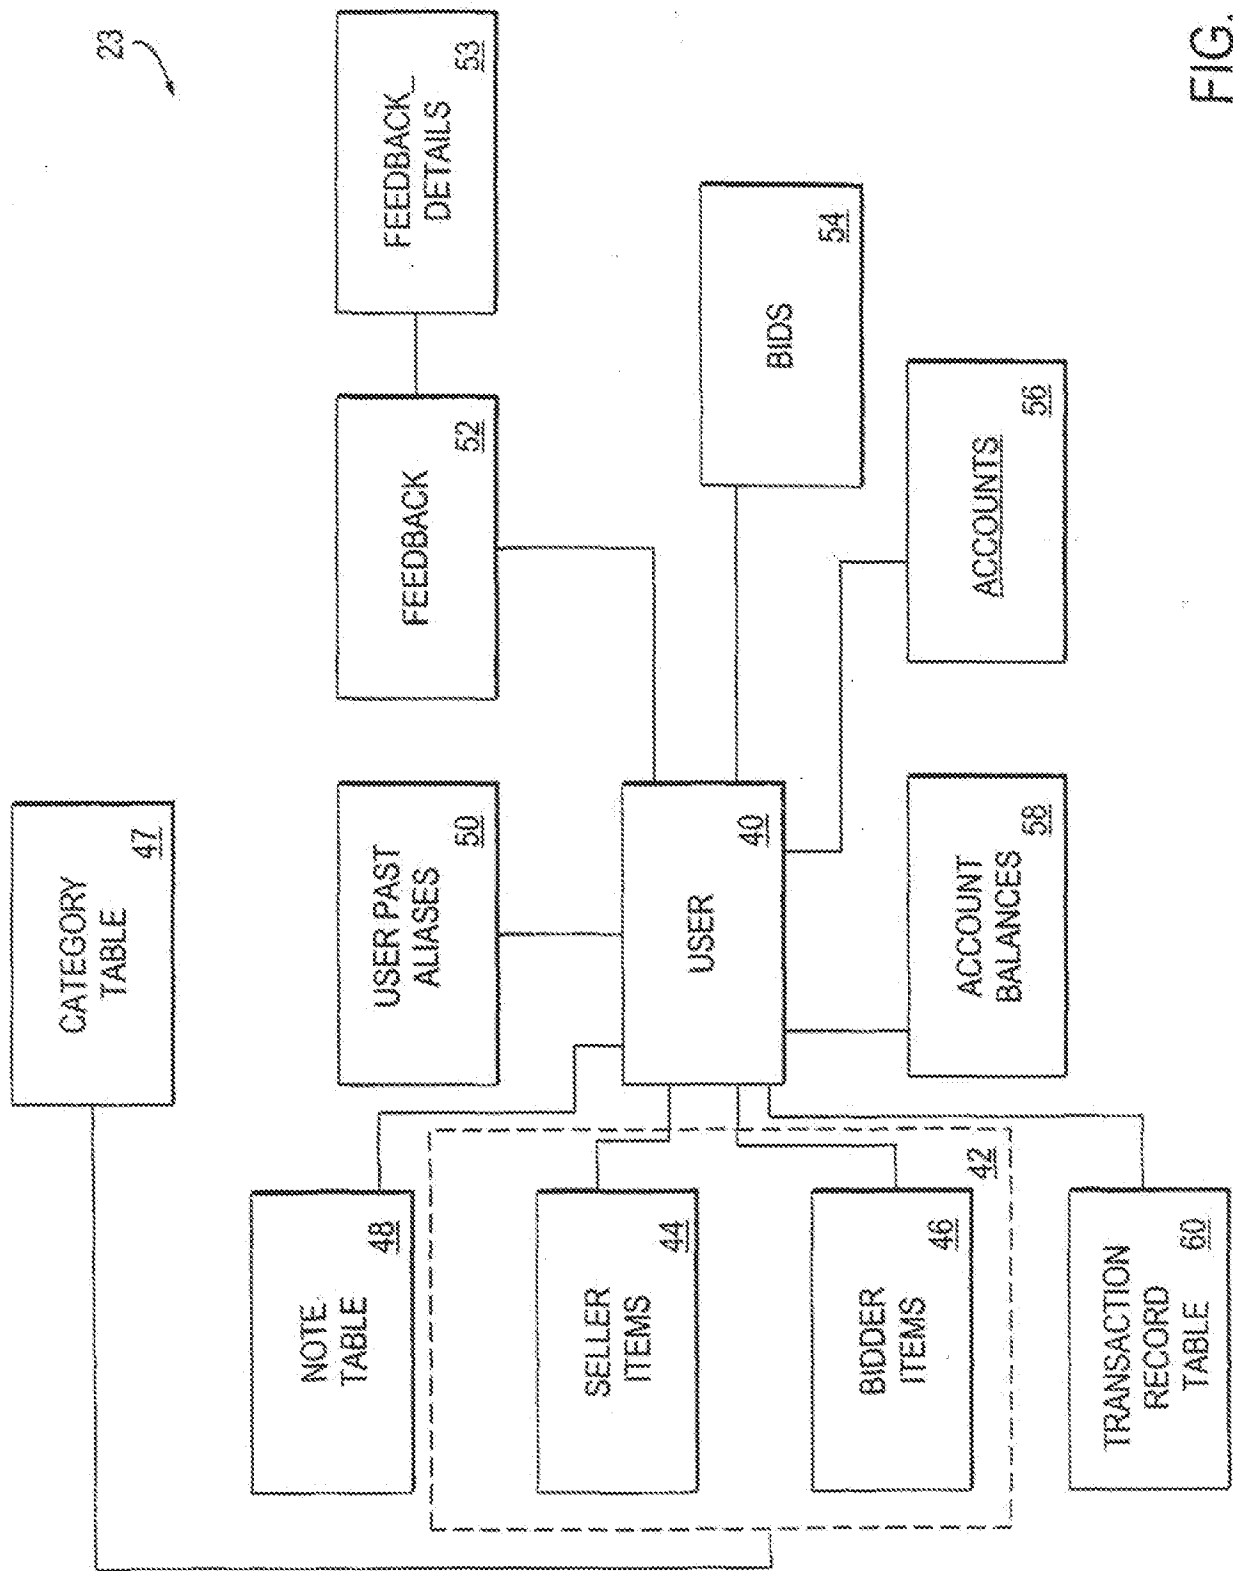 23
CATEGORY
TABLE
47
NOTE
TABLE
48
USER PAST
ALIASES
50
FEEDBACK
52
FEEDBACK_
DETAILS
53
SELLER
ITEMS
44
USER
40
BIDS
54
BIDDER
ITEMS
46
42
TRANSACTION
RECORD
TABLE
60
ACCOUNT
BALANCES
58
ACCOUNTS
56
FIG.